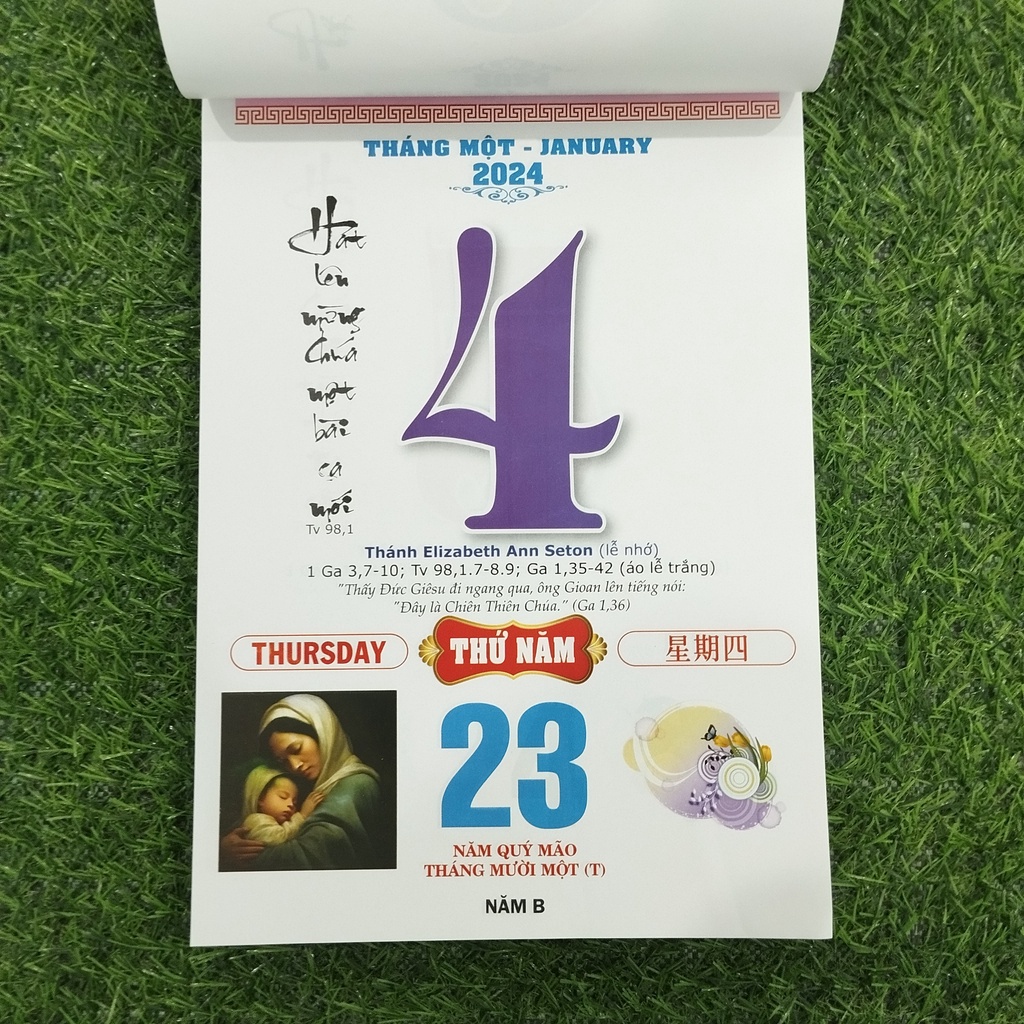 THÁNG MỘT - JANUARY
2024
Hát
lên
mừng
Chúa
một
bài
ca
mới
Tv 98,1
4
Thánh Elizabeth Ann Seton (lễ nhớ)
1 Ga 3,7-10; Tv 98,1.7-8.9; Ga 1,35-42 (áo lễ trắng)
"Thấy Đức Giêsu đi ngang qua, ông Gioan lên tiếng nói:
"Đây là Chiên Thiên Chúa." (Ga 1,36)
THURSDAY THỨ NĂM 星期四
23
NĂM QUÝ MÃO
THÁNG MƯỜI MỘT (T)
NĂM B